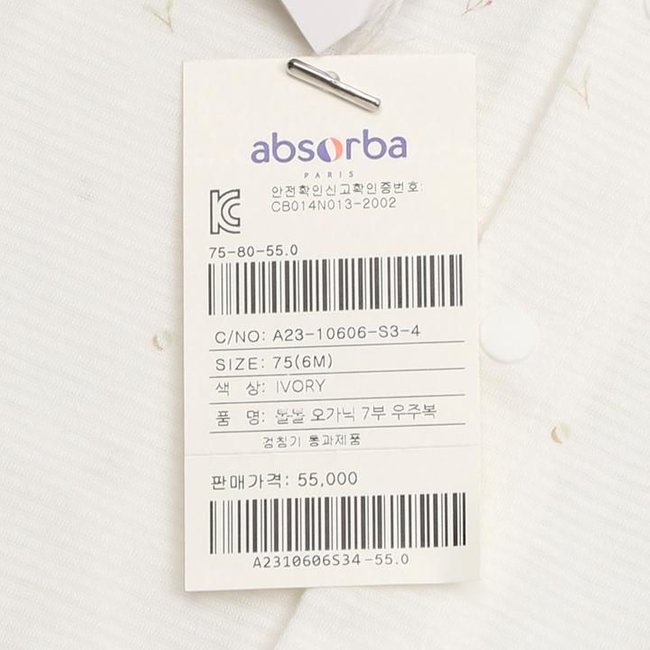 absorba
PARIS
안전확인신고확인증번호:
CB014N013-2002
75-80-55.0
C/NO: A23-10606-S3-4
SIZE: 75(6M)
색 상: IVORY
품 명: 돌돌 오가닉 7부 우주복
검침기 통과제품
판매가격: 55,000
A2310606S34-55.0